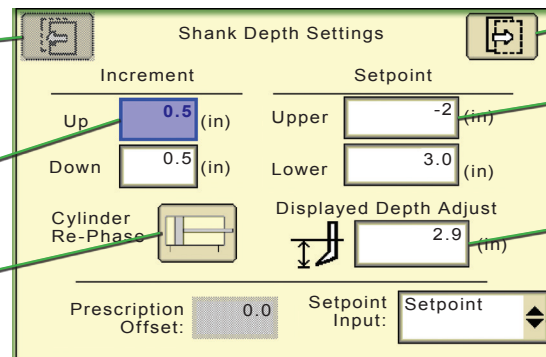 Shank Depth Settings
Increment
Setpoint
Up 0.5 (in)
Upper -2 (in)
Down 0.5 (in)
Lower 3.0 (in)
Cylinder
Re-Phase
Displayed Depth Adjust
2.9 (in)
Prescription
Offset: 0.0
Setpoint
Input: Setpoint